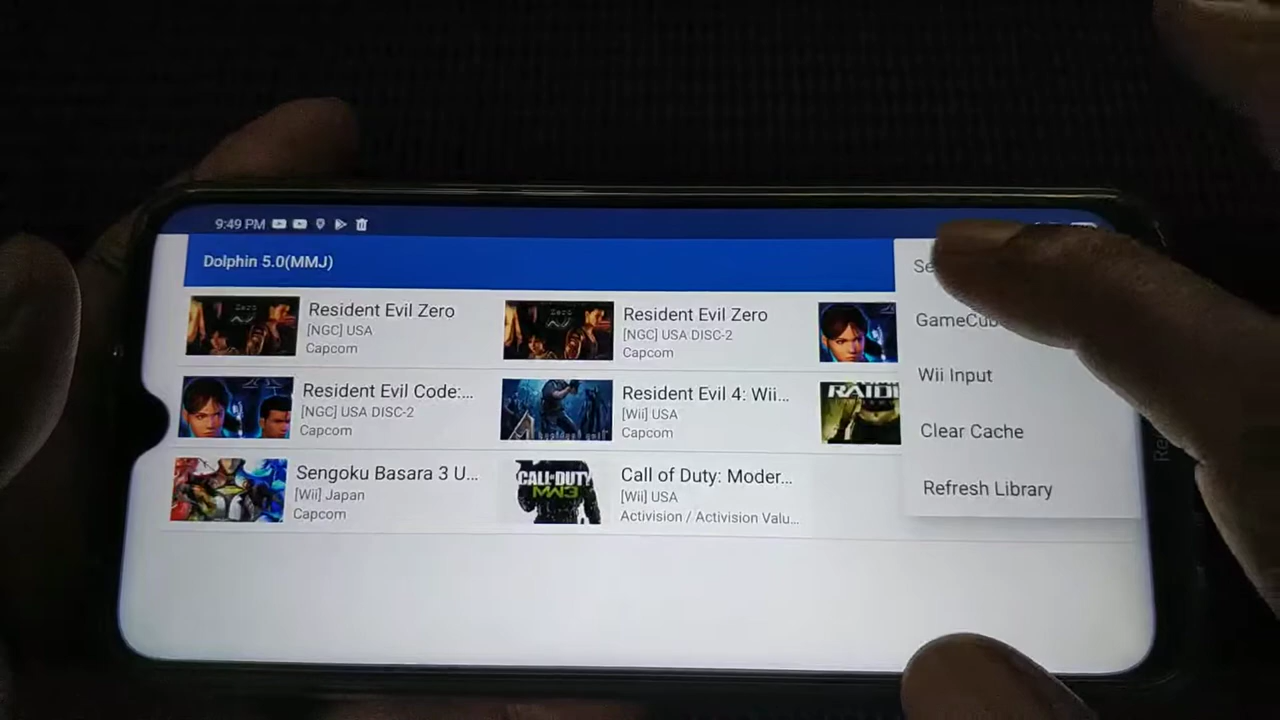 9:49 PM
Dolphin 5.0(MMJ)
Resident Evil Zero
[NGC] USA
Capcom
Resident Evil Zero
[NGC] USA DISC-2
Capcom
Resident Evil Code:...
[NGC] USA DISC-2
Capcom
Resident Evil 4: Wii...
[Wii] USA
Capcom
RAID
Sengoku Basara 3 U...
[Wii] Japan
Capcom
CALL OF DUTY
MW3
Call of Duty: Moder...
[Wii] USA
Activision / Activision Valu...
Se
GameCub
Wii Input
Clear Cache
Refresh Library